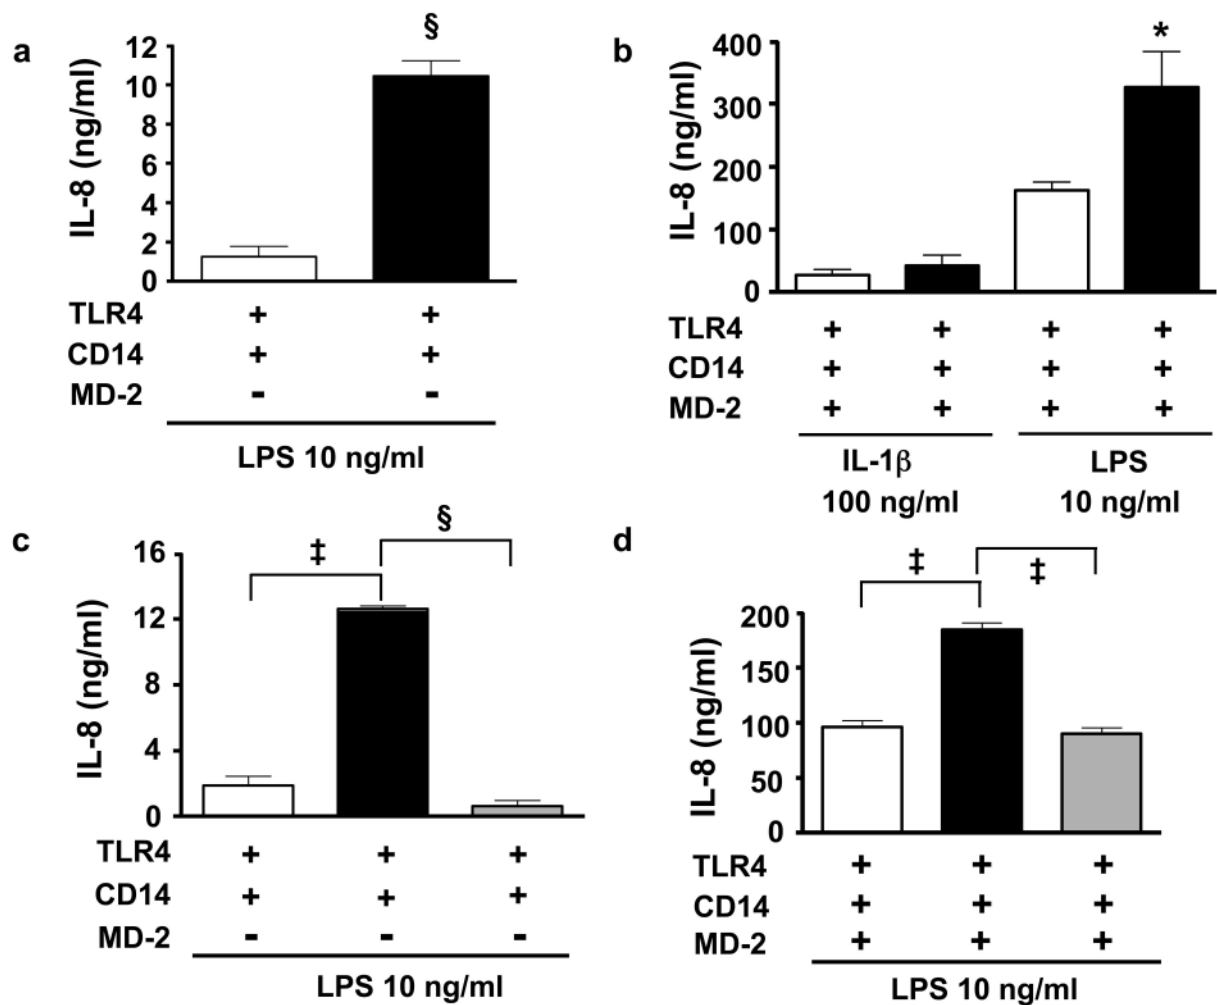 a
§
IL-8 (ng/ml)
12
10
8
6
4
2
0
TLR4 + +
CD14 + +
MD-2 - -
LPS 10 ng/ml
b
*
IL-8 (ng/ml)
400
300
200
100
0
TLR4 + + + +
CD14 + + + +
MD-2 + + + +
IL-1β LPS
100 ng/ml 10 ng/ml
c
‡ §
IL-8 (ng/ml)
16
12
8
4
0
TLR4 + + +
CD14 + + +
MD-2 - - -
LPS 10 ng/ml
d
‡ ‡
IL-8 (ng/ml)
200
150
100
50
0
TLR4 + + +
CD14 + + +
MD-2 + + +
LPS 10 ng/ml